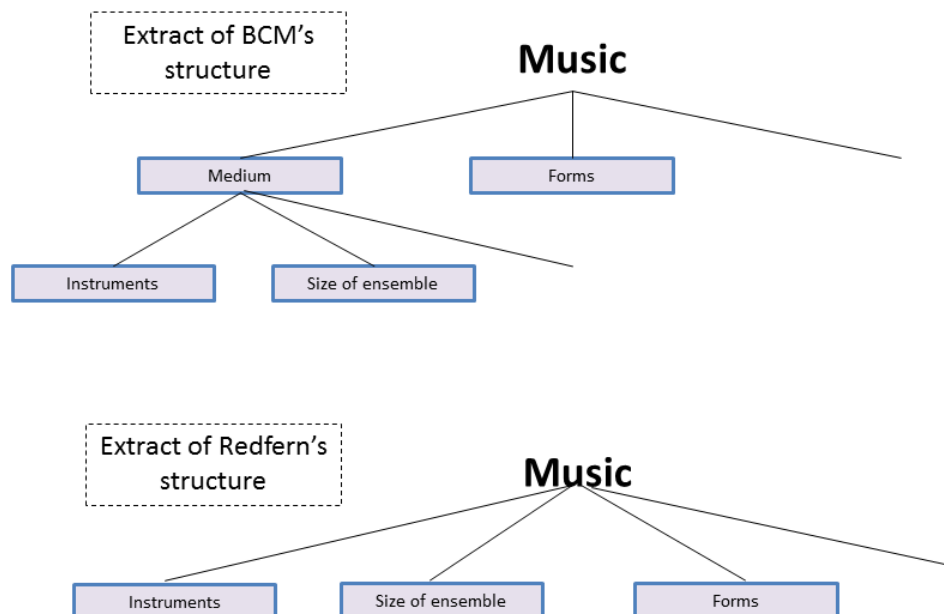 Extract of BCM's
structure
Music
Medium
Forms
Instruments
Size of ensemble
Extract of Redfern's
structure
Music
Instruments
Size of ensemble
Forms